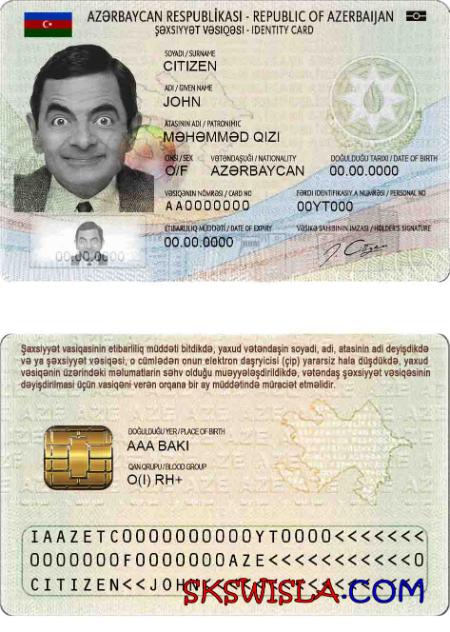 AZƏRBAYCAN RESPUBLİKASI - REPUBLIC OF AZERBAIJAN
ŞƏXSİYYƏT VƏSİQƏSİ - IDENTITY CARD
SOYADI / SURNAME
CITIZEN
ADI / GIVEN NAME
JOHN
ATASININ ADI / PATRONIMIC
MƏHƏMMƏD QIZI
CİNSİ / SEX VƏTƏNDAŞLIĞI / NATIONALITY DOĞULDUĞU TARİXİ / DATE OF BIRTH
Q/F AZƏRBAYCAN 00.00.0000
VƏSİQƏNİN NÖMRƏSİ / CARD NO FƏRDİ İDENTİFİKASİYA NÖMRƏSİ / PERSONAL NO
AA0000000 00YT000
ETİBARLILIQ MÜDDƏTİ / DATE OF EXPIRY VƏSİQƏ SAHİBİNİN İMZASI / HOLDER'S SIGNATURE
00.00.0000
00.00.0000
Şəxsiyyət vəsiqəsinin etibarlılıq müddəti bitdikdə, yaxud vətəndaşın soyadı, adı, atasının adı dəyişdikdə
və ya şəxsiyyət vəsiqəsi, o cümlədən onun elektron daşıyıcısı (çip) yararsız hala düşdükdə, yaxud
vəsiqənin üzərindəki məlumatların səhv olduğu müəyyənləşdirildikdə, vətəndaş şəxsiyyət vəsiqəsinin
dəyişdirilməsi üçün vəsiqəni verən orqana bir ay müddətində müraciət etməlidir.
DOĞULDUĞU YER / PLACE OF BIRTH
AAA BAKI
QAN QRUPU / BLOOD GROUP
O(I) RH+
IAAZETC00000000000YT0000<<<<<<<
0000000F0000000AZE<<<<<<<<<<<0
CITIZEN<<JOHN
SKSWISLA.COM